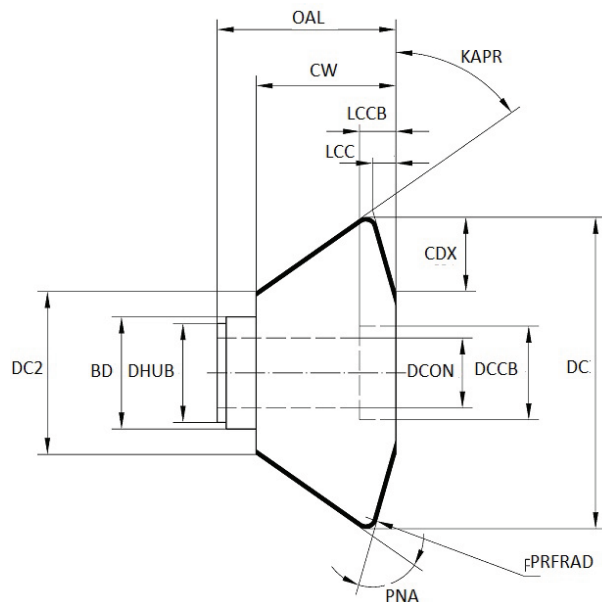 OAL
KAPR
CW
LCCB
LCC
CDX
DC2
BD
DHUB
DCON
DCCB
DC
PRFRAD
PNA